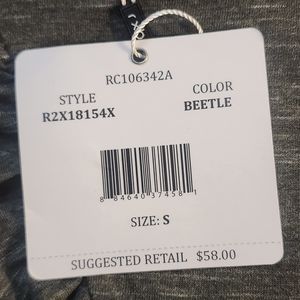 RC106342A
STYLE COLOR
R2X18154X BEETLE
8 84640 37458 1
SIZE: S
SUGGESTED RETAIL $58.00